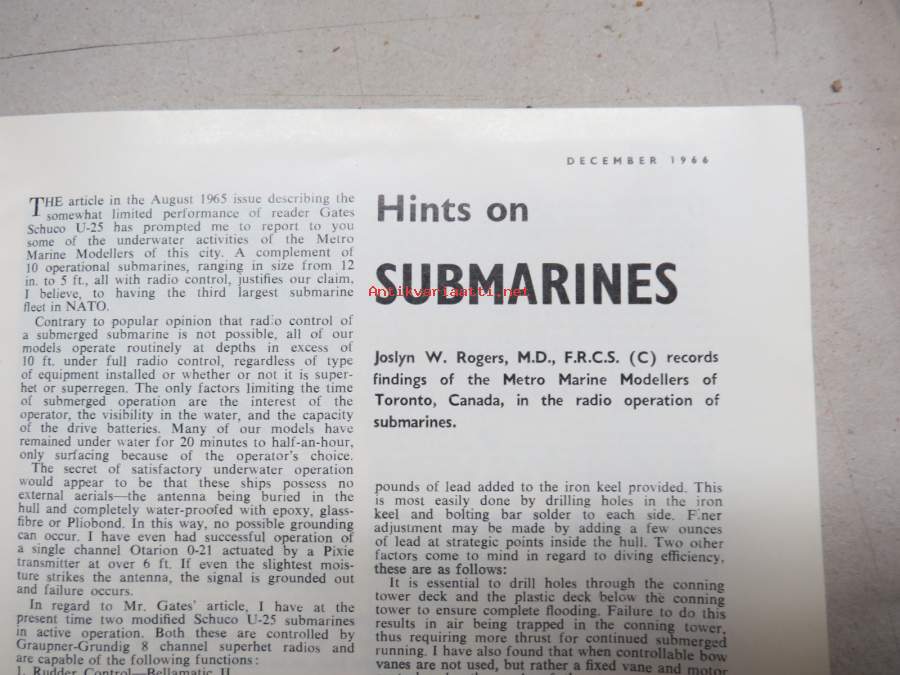 DECEMBER 1966
THE article in the August 1965 issue describing the
somewhat limited performance of reader Gates
Schuco U-25 has prompted me to report to you
some of the underwater activities of the Metro
Marine Modellers of this city. A complement of
10 operational submarines, ranging in size from 12
in. to 5 ft., all with radio control, justifies our claim,
I believe, to having the third largest submarine
fleet in NATO.
Contrary to popular opinion that radio control of
a submerged submarine is not possible, all of our
models operate routinely at depths in excess of
10 ft. under full radio control, regardless of type
of equipment installed or whether or not it is super-
het or superregen. The only factors limiting the time
of submerged operation are the interest of the
operator, the visibility in the water, and the capacity
of the drive batteries. Many of our models have
remained under water for 20 minutes to half-an-hour,
only surfacing because of the operator's choice.
The secret of satisfactory underwater operation
would appear to be that these ships possess no
external aerials—the antenna being buried in the
hull and completely water-proofed with epoxy, glass-
fibre or Pliobond. In this way, no possible grounding
can occur. I have even had successful operation of
a single channel Otarion 0-21 actuated by a Pixie
transmitter at over 6 ft. If even the slightest mois-
ture strikes the antenna, the signal is grounded out
and failure occurs.
In regard to Mr. Gates' article, I have at the
present time two modified Schuco U-25 submarines
in active operation. Both these are controlled by
Graupner-Grundig 8 channel superhet radios and
are capable of the following functions:
1. Rudder Control—Bellamatic II
Hints on
SUBMARINES
Antikvariaatti.net
Joslyn W. Rogers, M.D., F.R.C.S. (C) records
findings of the Metro Marine Modellers of
Toronto, Canada, in the radio operation of
submarines.
pounds of lead added to the iron keel provided. This
is most easily done by drilling holes in the iron
keel and bolting bar solder to each side. Finer
adjustment may be made by adding a few ounces
of lead at strategic points inside the hull. Two other
factors come to mind in regard to diving efficiency,
these are as follows:
It is essential to drill holes through the conning
tower deck and the plastic deck below the conning
tower to ensure complete flooding. Failure to do this
results in air being trapped in the conning tower,
thus requiring more thrust for continued submerged
running. I have also found that when controllable bow
vanes are not used, but rather a fixed vane and motor